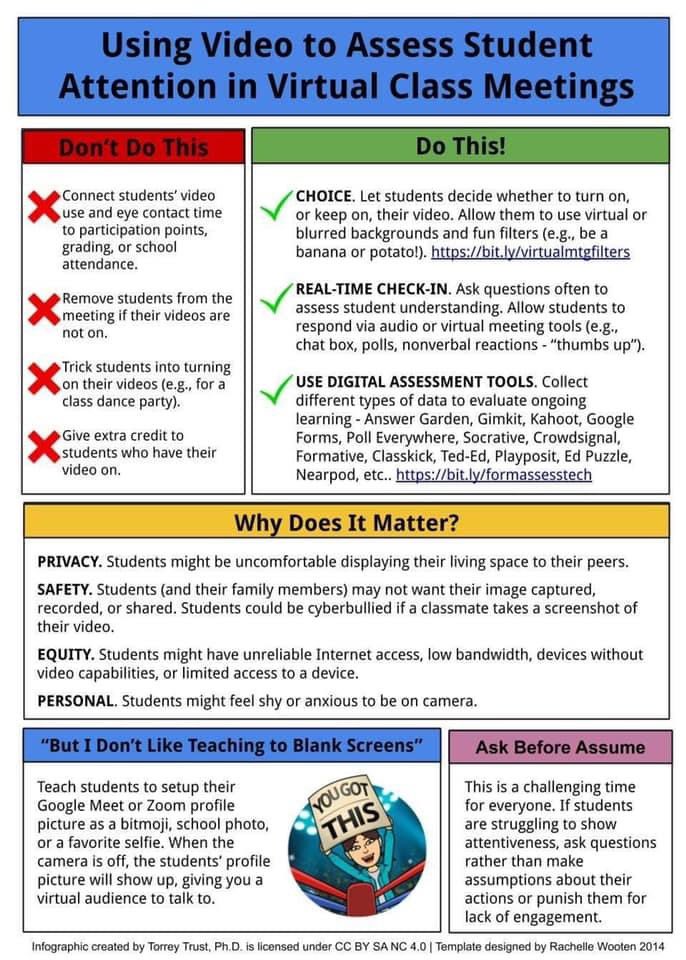 Using Video to Assess Student
Attention in Virtual Class Meetings
Don't Do This
Connect students' video
use and eye contact time
to participation points,
grading, or school
attendance.
Remove students from the
meeting if their videos are
not on.
Trick students into turning
on their videos (e.g., for a
class dance party).
Give extra credit to
students who have their
video on.
Do This!
CHOICE. Let students decide whether to turn on,
or keep on, their video. Allow them to use virtual or
blurred backgrounds and fun filters (e.g., be a
banana or potato!). https://bit.ly/virtualmtgfilters
REAL-TIME CHECK-IN. Ask questions often to
assess student understanding. Allow students to
respond via audio or virtual meeting tools (e.g.,
chat box, polls, nonverbal reactions - “thumbs up”).
USE DIGITAL ASSESSMENT TOOLS. Collect
different types of data to evaluate ongoing
learning - Answer Garden, Gimkit, Kahoot, Google
Forms, Poll Everywhere, Socrative, Crowdsignal,
Formative, Classkick, Ted-Ed, Playposit, Ed Puzzle,
Nearpod, etc.. https://bit.ly/formassesstech
Why Does It Matter?
PRIVACY. Students might be uncomfortable displaying their living space to their peers.
SAFETY. Students (and their family members) may not want their image captured,
recorded, or shared. Students could be cyberbullied if a classmate takes a screenshot of
their video.
EQUITY. Students might have unreliable Internet access, low bandwidth, devices without
video capabilities, or limited access to a device.
PERSONAL. Students might feel shy or anxious to be on camera.
“But I Don't Like Teaching to Blank Screens”
Teach students to setup their
Google Meet or Zoom profile
picture as a bitmoji, school photo,
or a favorite selfie. When the
camera is off, the students' profile
picture will show up, giving you a
virtual audience to talk to.
YOU GOT
THIS
Ask Before Assume
This is a challenging time
for everyone. If students
are struggling to show
attentiveness, ask questions
rather than make
assumptions about their
actions or punish them for
lack of engagement.
Infographic created by Torrey Trust, Ph.D. is licensed under CC BY SA NC 4.0 | Template designed by Rachelle Wooten 2014